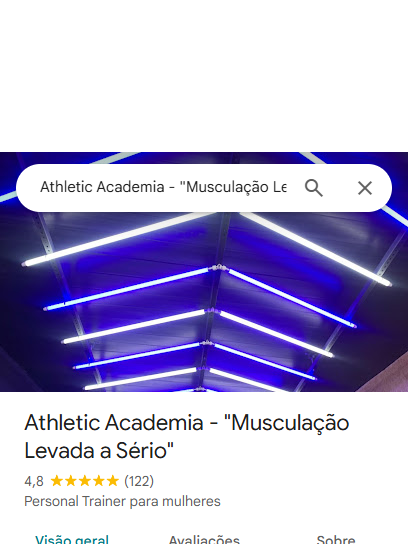 Athletic Academia - "Musculação Le
Athletic Academia - "Musculação
Levada a Sério"
4,8 (122)
Personal Trainer para mulheres
Visão geral Avaliações Sobre